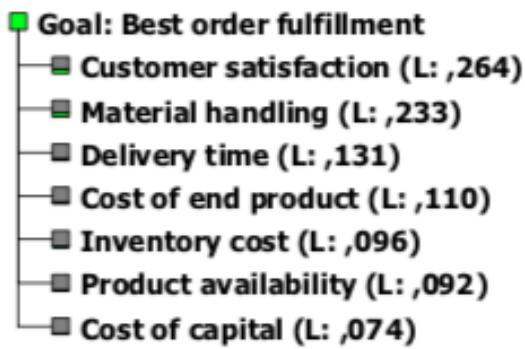 Goal: Best order fulfillment
Customer satisfaction (L: ,264)
Material handling (L: ,233)
Delivery time (L: ,131)
Cost of end product (L: ,110)
Inventory cost (L: ,096)
Product availability (L: ,092)
Cost of capital (L: ,074)